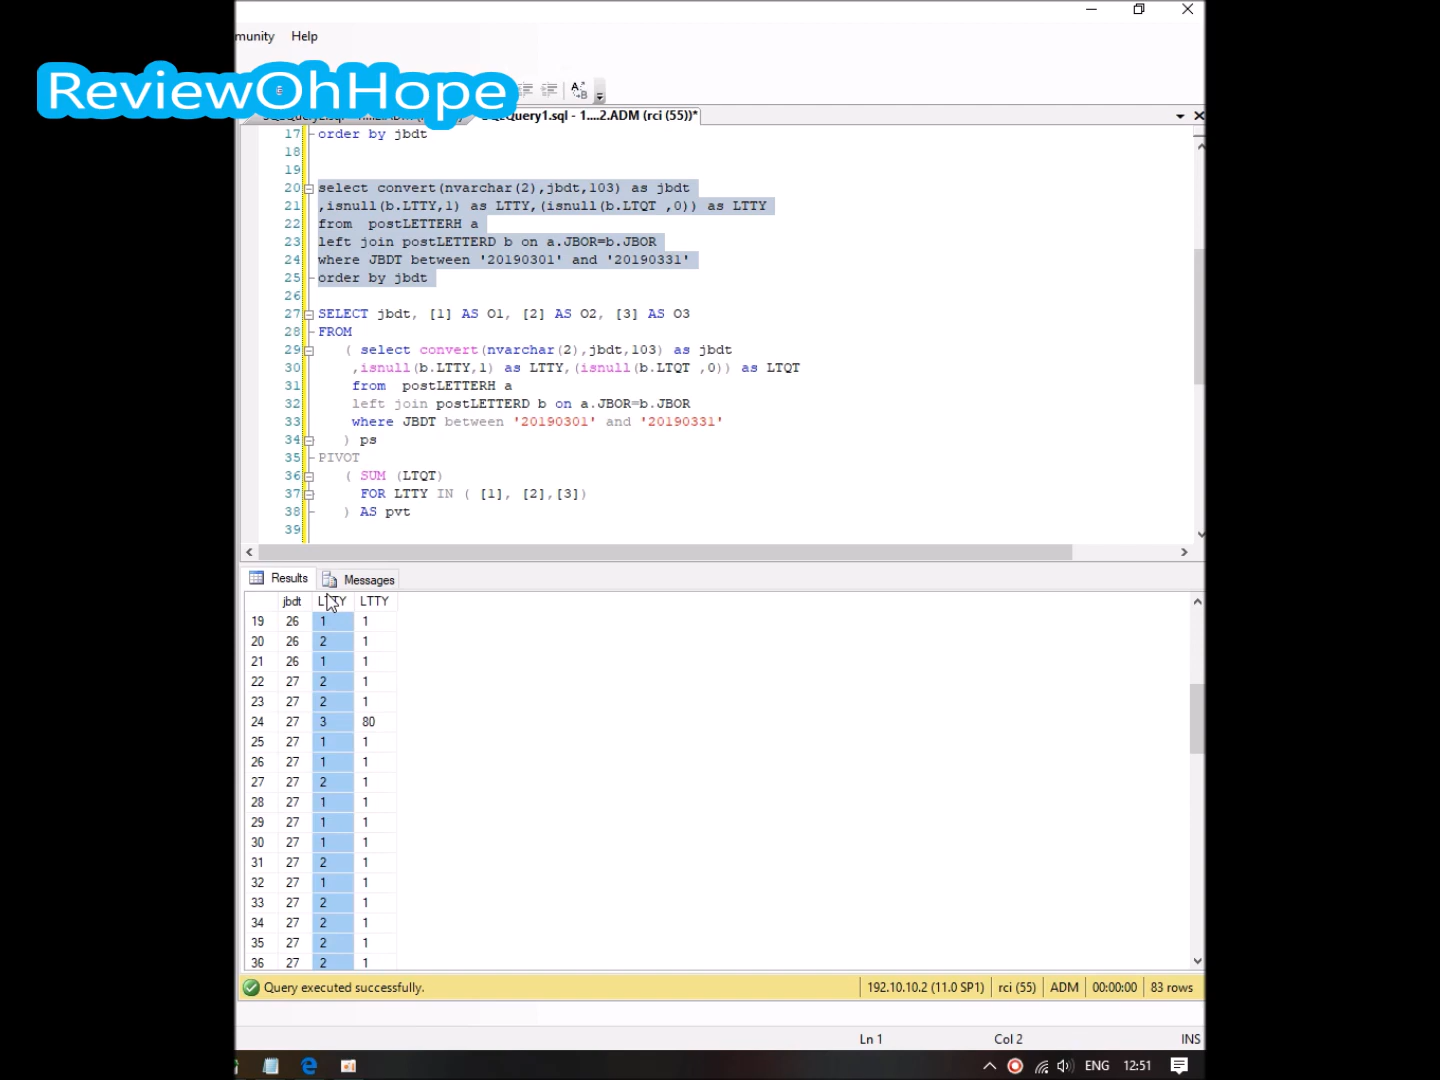 munity Help
ReviewOhHope
Query1.sql - 1....2.ADM (rci (55))*
17 order by jbdt
18
19
20 select convert(nvarchar(2),jbdt,103) as jbdt
21 ,isnull(b.LTTY,1) as LTTY,(isnull(b.LTQT ,0)) as LTTY
22 from postLETTERH a
23 left join postLETTERD b on a.JBOR=b.JBOR
24 where JBDT between '20190301' and '20190331'
25 order by jbdt
26
27 SELECT jbdt, [1] AS O1, [2] AS O2, [3] AS O3
28 FROM
29 ( select convert(nvarchar(2),jbdt,103) as jbdt
30 ,isnull(b.LTTY,1) as LTTY,(isnull(b.LTQT ,0)) as LTQT
31 from postLETTERH a
32 left join postLETTERD b on a.JBOR=b.JBOR
33 where JBDT between '20190301' and '20190331'
34 ) ps
35 PIVOT
36 ( SUM (LTQT)
37 FOR LTTY IN ( [1], [2],[3])
38 ) AS pvt
39
Results Messages
jbdt LTTY LTTY
19 26 1 1
20 26 2 1
21 26 1 1
22 27 2 1
23 27 2 1
24 27 3 80
25 27 1 1
26 27 1 1
27 27 2 1
28 27 1 1
29 27 1 1
30 27 1 1
31 27 2 1
32 27 1 1
33 27 2 1
34 27 2 1
35 27 2 1
36 27 2 1
Query executed successfully. 192.10.10.2 (11.0 SP1) rci (55) ADM 00:00:00 83 rows
Ln 1 Col 2 INS
ENG 12:51